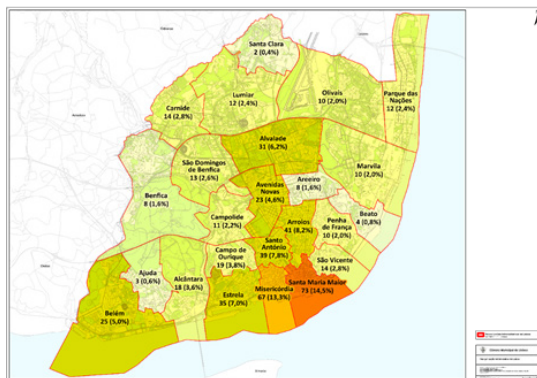 Santa Clara
2 (0,4%)
Lumiar
12 (2,4%)
Olivais
10 (2,0%)
Parque das
Nações
12 (2,4%)
Carnide
14 (2,8%)
Alvalade
31 (6,2%)
São Domingos
de Benfica
13 (2,6%)
Marvila
10 (2,0%)
Benfica
8 (1,6%)
Avenidas
Novas
23 (4,6%)
Areeiro
8 (1,6%)
Campolide
11 (2,2%)
Arroios
41 (8,2%)
Penha
de França
10 (2,0%)
Beato
4 (0,8%)
Santo
António
39 (7,8%)
Campo de
Ourique
19 (3,8%)
São Vicente
14 (2,8%)
Ajuda
3 (0,6%)
Alcântara
18 (3,6%)
Estrela
35 (7,0%)
Misericórdia
67 (13,3%)
Santa Maria Maior
73 (14,5%)
Belém
25 (5,0%)